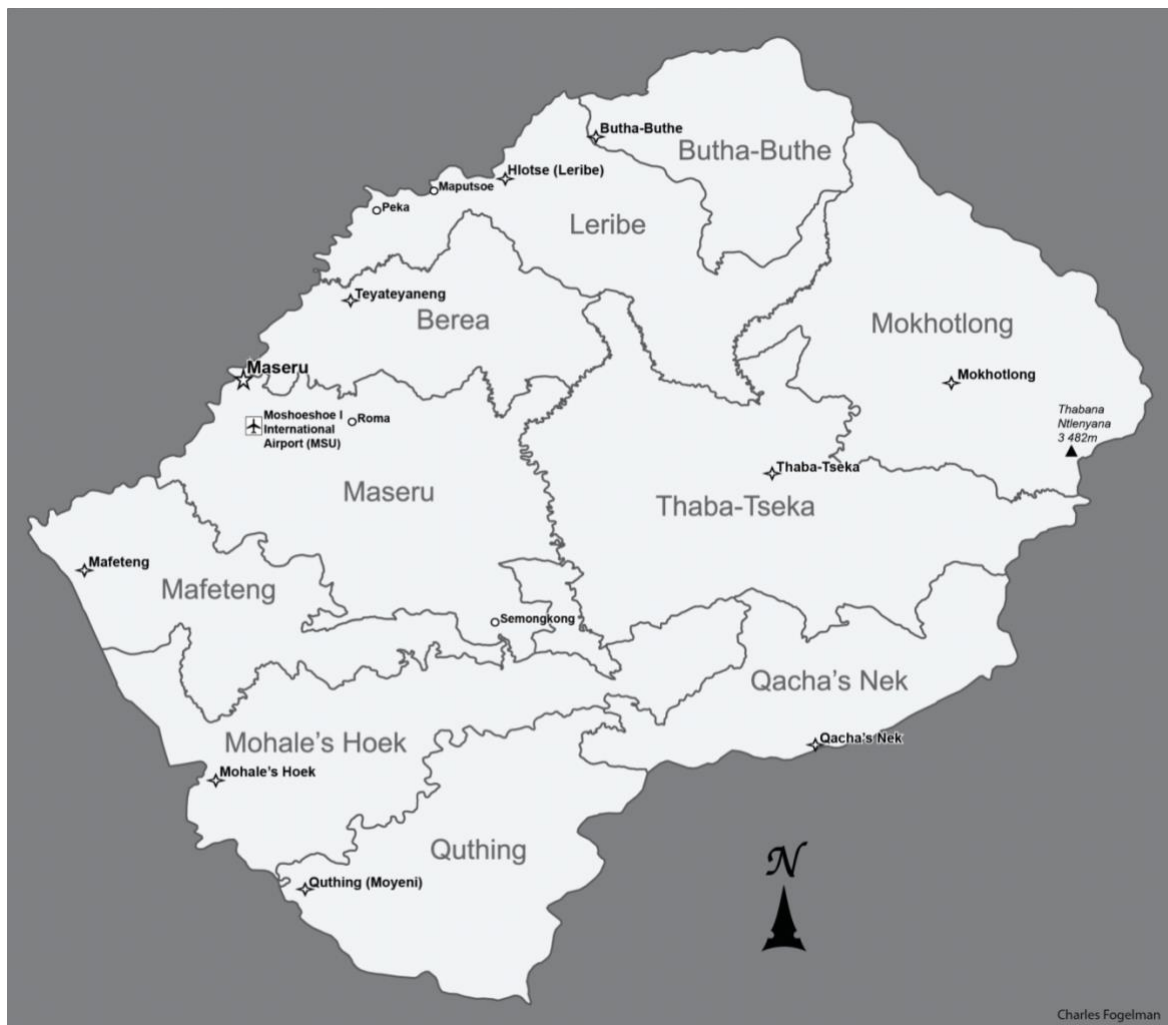 Butha-Buthe
Butha-Buthe
Hlotse (Leribe)
Maputsoe
Peka
Leribe
Teyateyaneng
Berea
Mokhotlong
Maseru
Mokhotlong
Moshoeshoe I
International
Airport (MSU)
Roma
Thabana
Ntlenyana
3 482m
Thaba-Tseka
Maseru
Thaba-Tseka
Mafeteng
Mafeteng
Semongkong
Qacha's Nek
Mohale's Hoek
Qacha's Nek
Mohale's Hoek
Quthing
Quthing (Moyeni)
N
Charles Fogelman